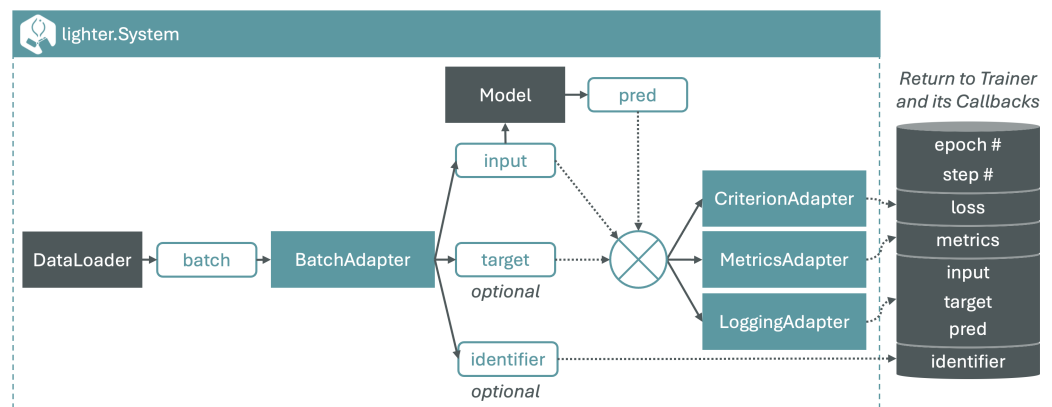 lighter.System
Return to Trainer
and its Callbacks
Model
pred
epoch #
step #
input
CriterionAdapter
loss
DataLoader
batch
BatchAdapter
target
optional
MetricsAdapter
metrics
input
target
pred
LoggingAdapter
identifier
optional
identifier